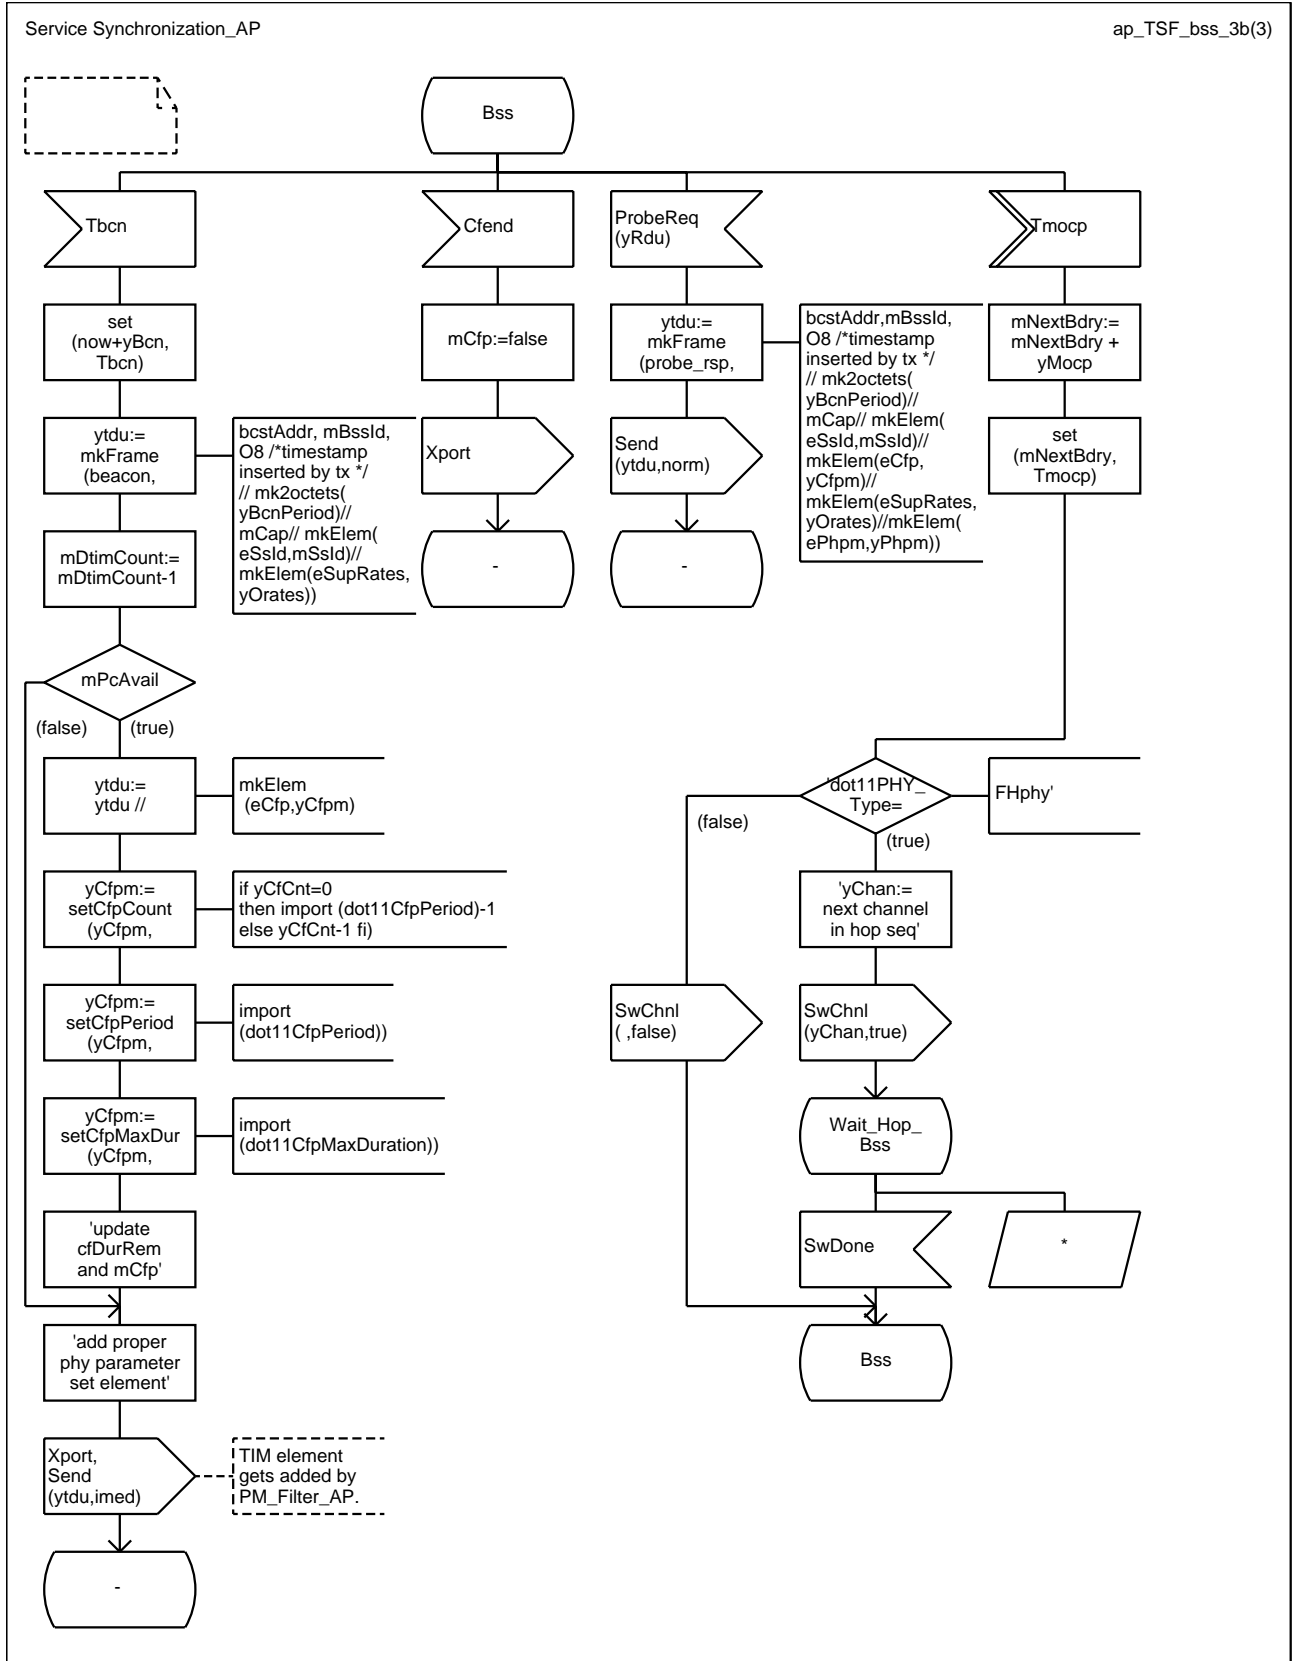 Service Synchronization_AP
ap_TSF_bss_3b(3)
Bss
Tbcn
Cfend
ProbeReq
(yRdu)
Tmocp
set
(now+yBcn,
Tbcn)
mCfp:=false
ytdu:=
mkFrame
(probe_rsp,
bcstAddr,mBssId,
O8 /*timestamp
inserted by tx */
// mk2octets(
yBcnPeriod)//
mCap// mkElem(
eSsId,mSsId)//
mkElem(eCfp,
yCfpm)//
mkElem(eSupRates,
yOrates)//mkElem(
ePhpm,yPhpm))
mNextBdry:=
mNextBdry +
yMocp
ytdu:=
mkFrame
(beacon,
bcstAddr, mBssId,
O8 /*timestamp
inserted by tx */
// mk2octets(
yBcnPeriod)//
mCap// mkElem(
eSsId,mSsId)//
mkElem(eSupRates,
yOrates))
Xport
Send
(ytdu,norm)
set
(mNextBdry,
Tmocp)
mDtimCount:=
mDtimCount-1
-
-
mPcAvail
(false)
(true)
ytdu:=
ytdu //
mkElem
(eCfp,yCfpm)
'dot11PHY_
Type=
FHphy'
(false)
(true)
yCfpm:=
setCfpCount
(yCfpm,
if yCfCnt=0
then import (dot11CfpPeriod)-1
else yCfCnt-1 fi)
'yChan:=
next channel
in hop seq'
yCfpm:=
setCfpPeriod
(yCfpm,
import
(dot11CfpPeriod))
SwChnl
( ,false)
SwChnl
(yChan,true)
yCfpm:=
setCfpMaxDur
(yCfpm,
import
(dot11CfpMaxDuration))
Wait_Hop_
Bss
'update
cfDurRem
and mCfp'
SwDone
*
'add proper
phy parameter
set element'
Bss
Xport,
Send
(ytdu,imed)
TIM element
gets added by
PM_Filter_AP.
-